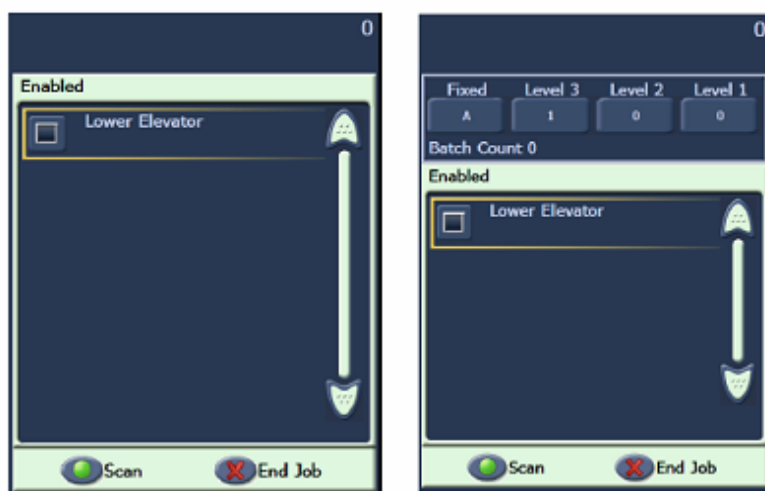 0
Enabled
Lower Elevator
Scan End Job
0
Fixed Level 3 Level 2 Level 1
A 1 0 0
Batch Count 0
Enabled
Lower Elevator
Scan End Job